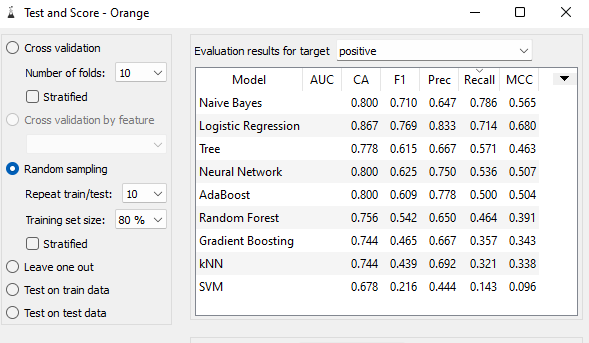 Test and Score - Orange
Cross validation
Number of folds: 10
Stratified
Cross validation by feature
Random sampling
Repeat train/test: 10
Training set size: 80 %
Stratified
Leave one out
Test on train data
Test on test data
Evaluation results for target positive
Model AUC CA F1 Prec Recall MCC
Naive Bayes 0.800 0.710 0.647 0.786 0.565
Logistic Regression 0.867 0.769 0.833 0.714 0.680
Tree 0.778 0.615 0.667 0.571 0.463
Neural Network 0.800 0.625 0.750 0.536 0.507
AdaBoost 0.800 0.609 0.778 0.500 0.504
Random Forest 0.756 0.542 0.650 0.464 0.391
Gradient Boosting 0.744 0.465 0.667 0.357 0.343
kNN 0.744 0.439 0.692 0.321 0.338
SVM 0.678 0.216 0.444 0.143 0.096